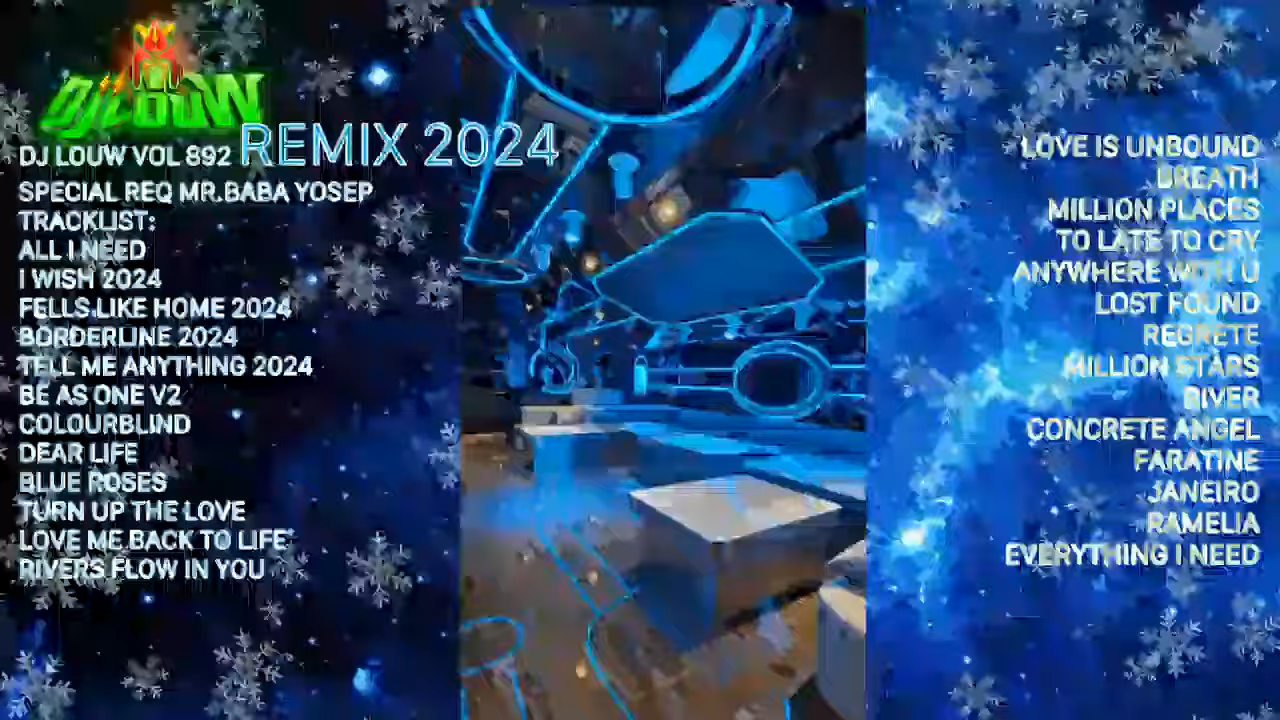 DJ LOUW
REMIX 2024
DJ LOUW VOL 892
SPECIAL REQ MR.BABA YOSEP
TRACKLIST:
ALL I NEED
I WISH 2024
FELLS LIKE HOME 2024
BORDERLINE 2024
TELL ME ANYTHING 2024
BE AS ONE V2
COLOURBLIND
DEAR LIFE
BLUE ROSES
TURN UP THE LOVE
LOVE ME BACK TO LIFE
RIVERS FLOW IN YOU
LOVE IS UNBOUND
BREATH
MILLION PLACES
TO LATE TO CRY
ANYWHERE WITH U
LOST FOUND
REGRETE
MILLION STARS
RIVER
CONCRETE ANGEL
FARATINE
JANEIRO
RAMELIA
EVERYTHING I NEED